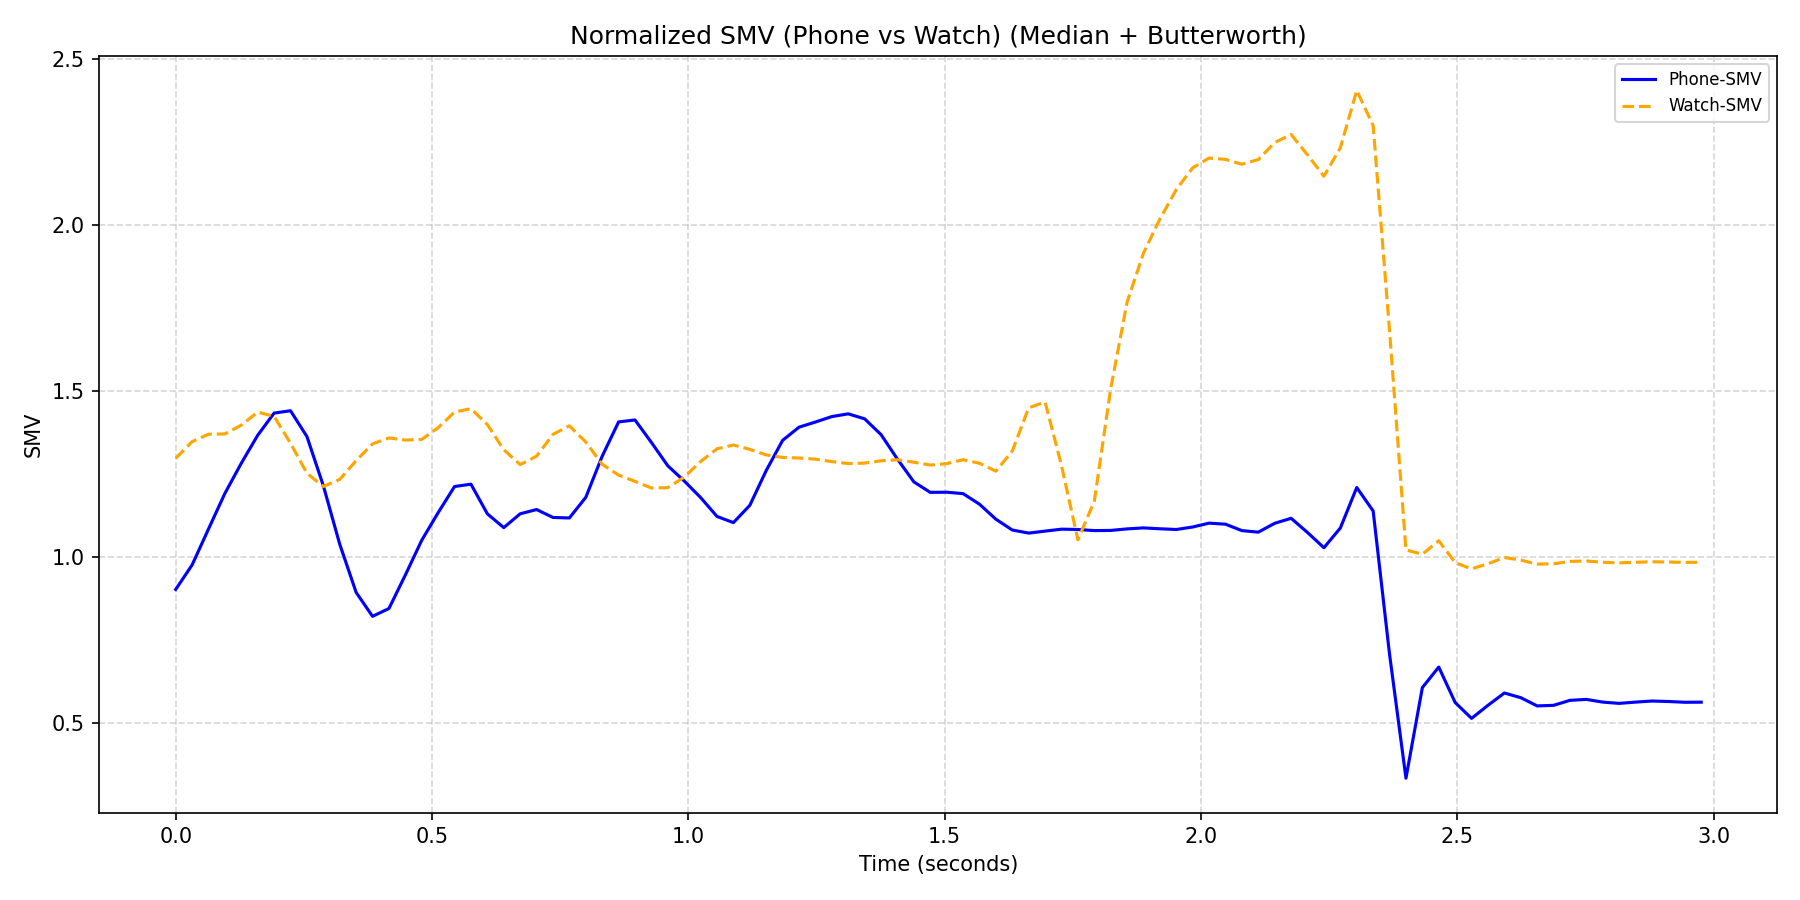 Normalized SMV (Phone vs Watch) (Median + Butterworth)
Phone-SMV
Watch-SMV
SMV
2.5
2.0
1.5
1.0
0.5
0.0 0.5 1.0 1.5 2.0 2.5 3.0
Time (seconds)